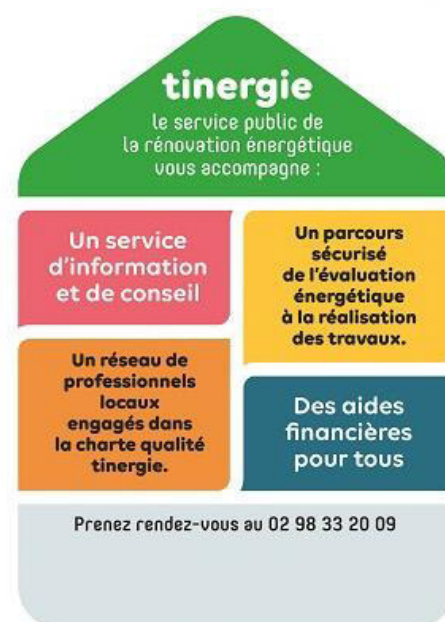 tinergie
le service public de
la rénovation énergétique
vous accompagne :
Un service
d'information
et de conseil
Un parcours
sécurisé
de l'évaluation
énergétique
à la réalisation
des travaux.
Un réseau de
professionnels
locaux
engagés dans
la charte qualité
tinergie.
Des aides
financières
pour tous
Prenez rendez-vous au 02 98 33 20 09